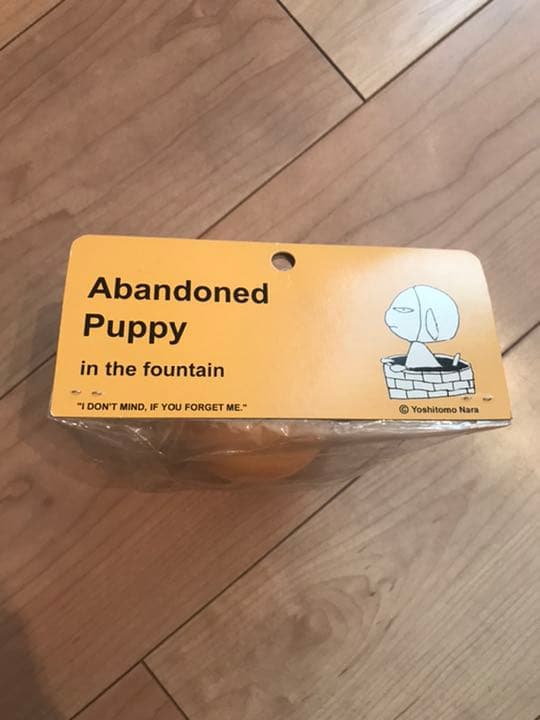 Abandoned
Puppy
in the fountain
"I DON'T MIND, IF YOU FORGET ME."
© Yoshitomo Nara